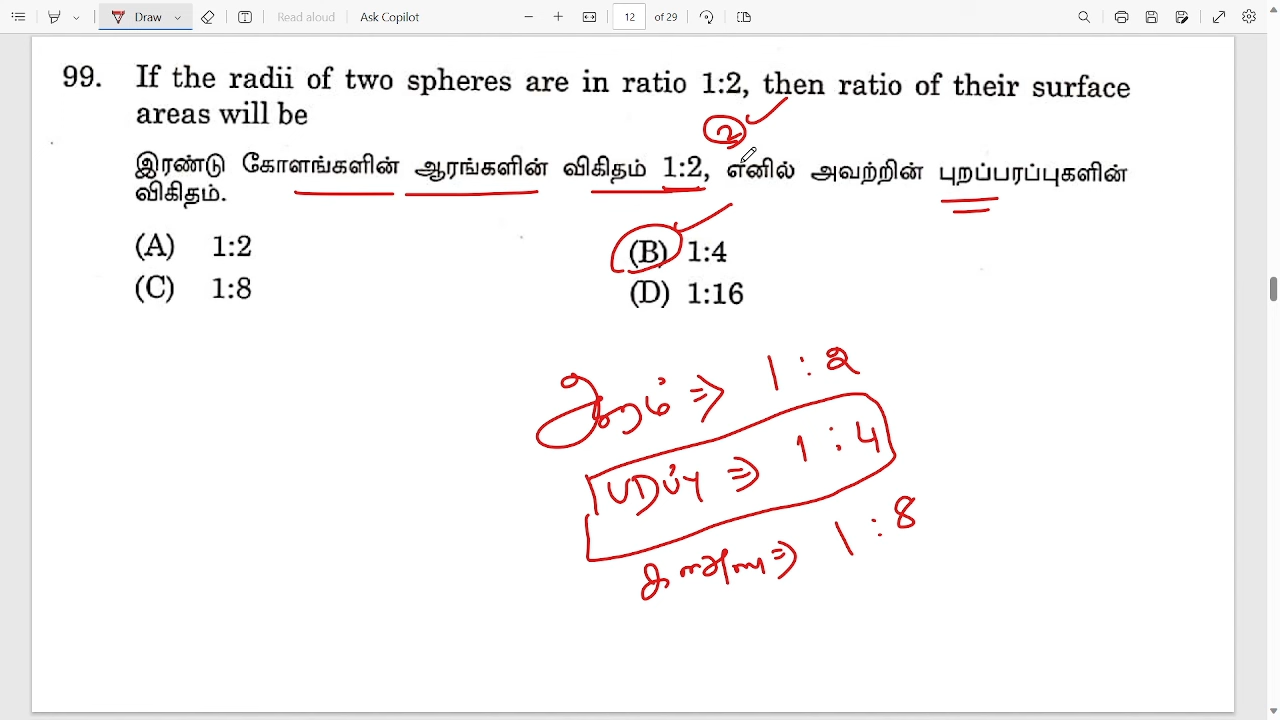 Draw
Read aloud
Ask Copilot
12 of 29
99. If the radii of two spheres are in ratio 1:2, then ratio of their surface
areas will be
2
இரண்டு கோளங்களின் ஆரங்களின் விகிதம் 1:2, எனில் அவற்றின் புறப்பரப்புகளின்
விகிதம்.
(A) 1:2 (B) 1:4
(C) 1:8 (D) 1:16
ஆரம் ⇒ 1 : 2
⇒ 1 : 4
⇒ 1 : 8